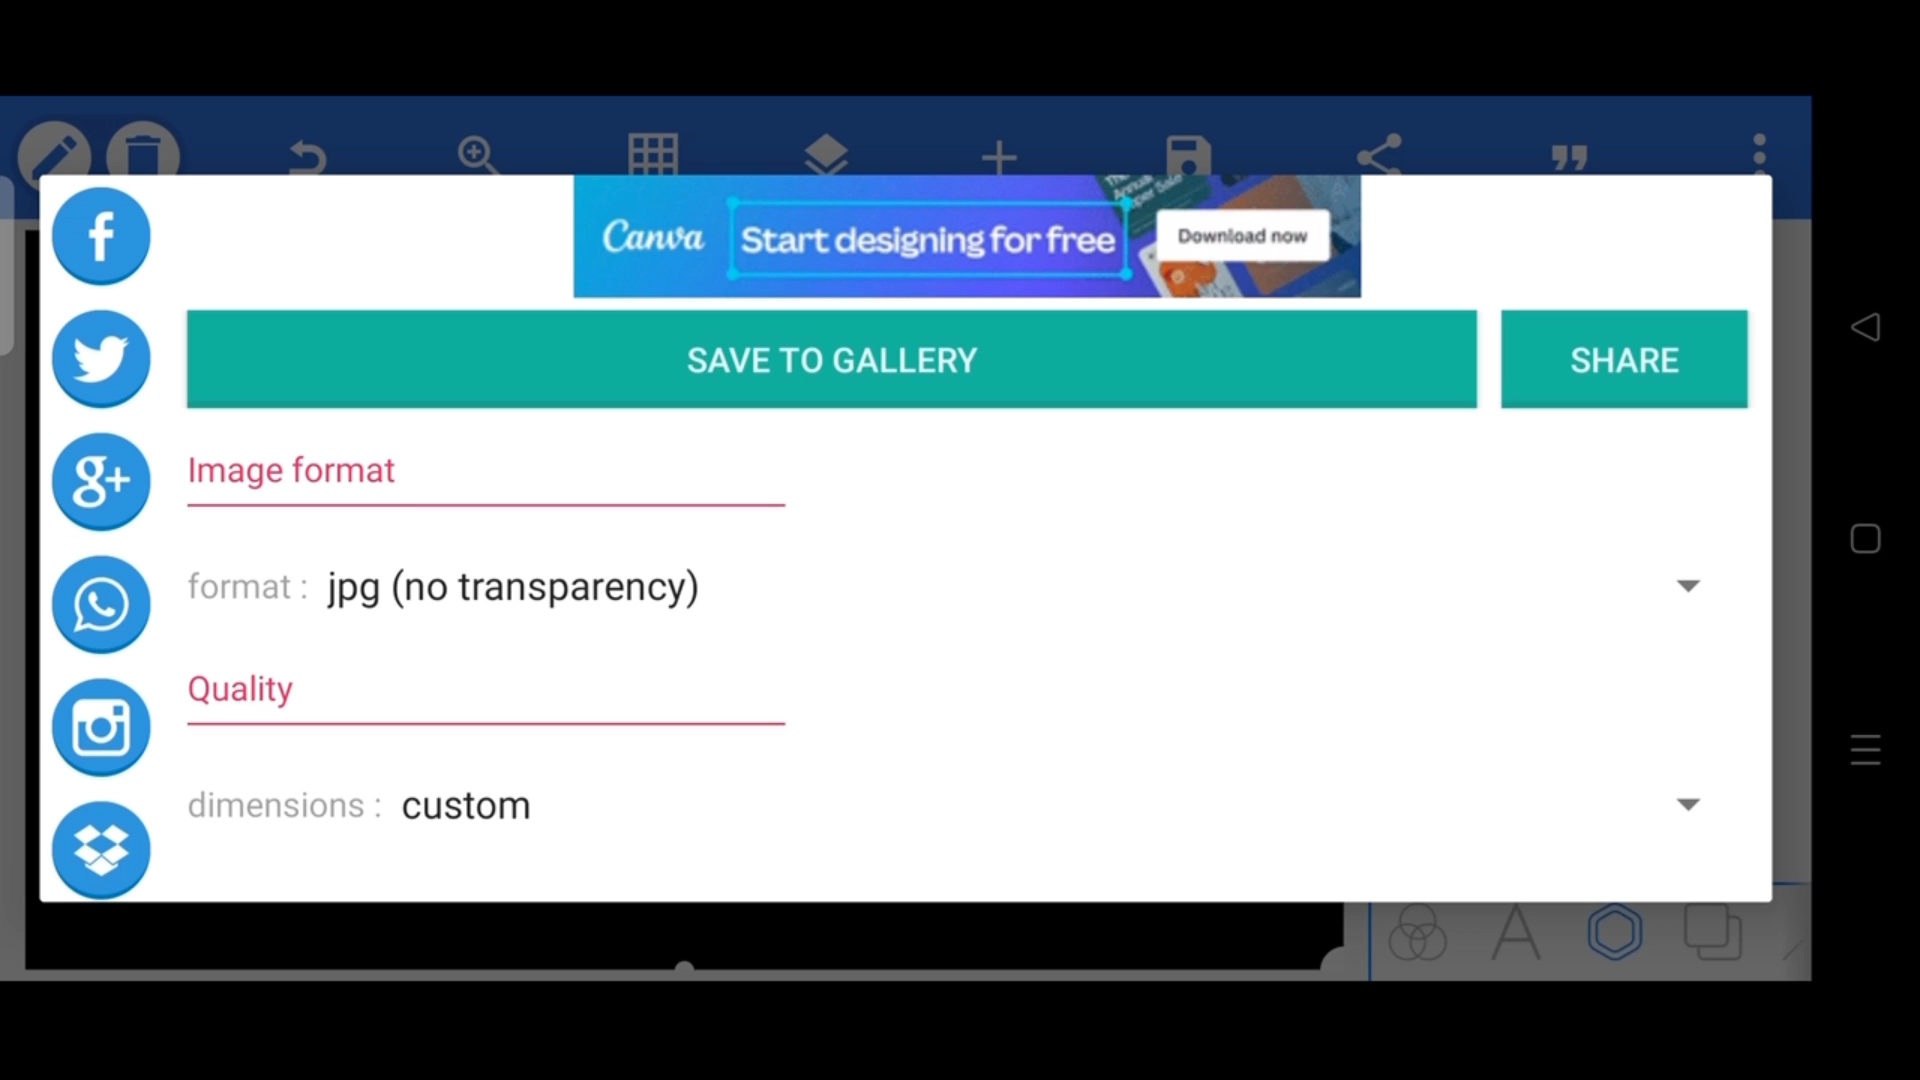 Canva
Start designing for free
Download now
Annual
SAVE TO GALLERY
SHARE
Image format
format : jpg (no transparency)
Quality
dimensions : custom